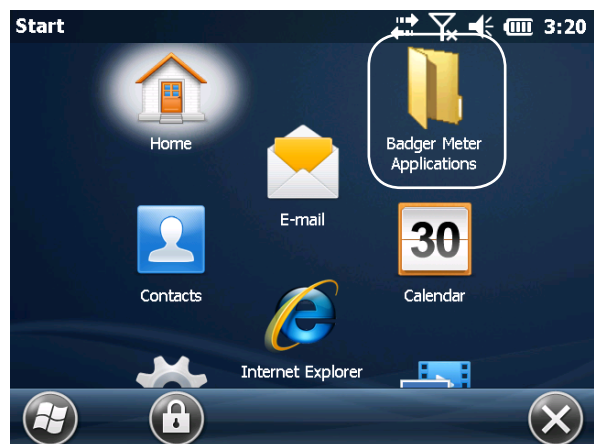 Start
3:20
Home
Badger Meter
Applications
E-mail
Contacts
30
Calendar
Internet Explorer